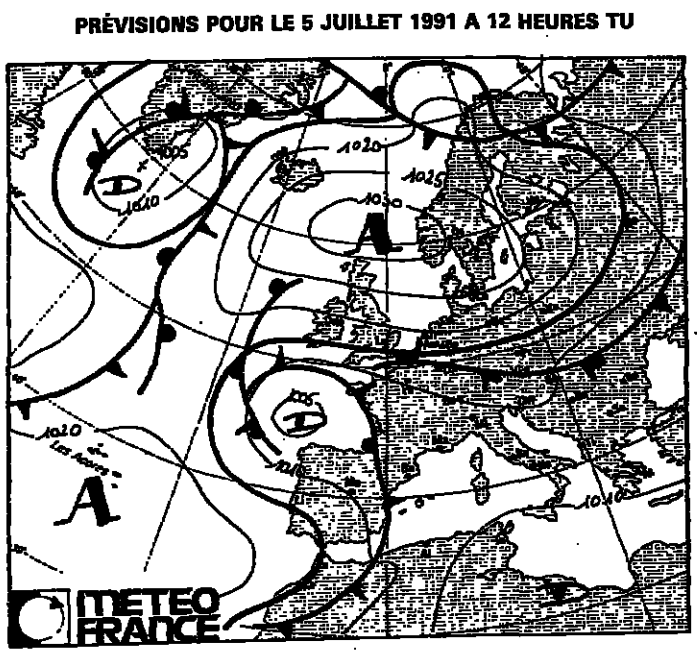 PRÉVISIONS POUR LE 5 JUILLET 1991 A 12 HEURES TU
1005
D
1010
1020
1025
1030
A
1005
D
1010
1020
Les Açores
A
1010
METEO
FRANCE